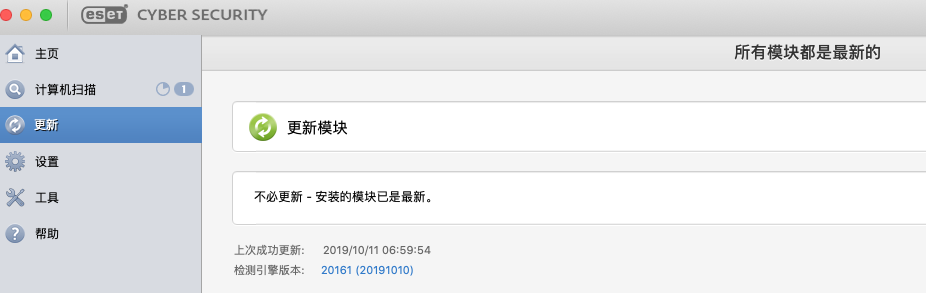 eseT CYBER SECURITY
所有模块都是最新的
主页
计算机扫描 1
更新
设置
工具
帮助
更新模块
不必更新 - 安装的模块已是最新。
上次成功更新: 2019/10/11 06:59:54
检测引擎版本: 20161 (20191010)